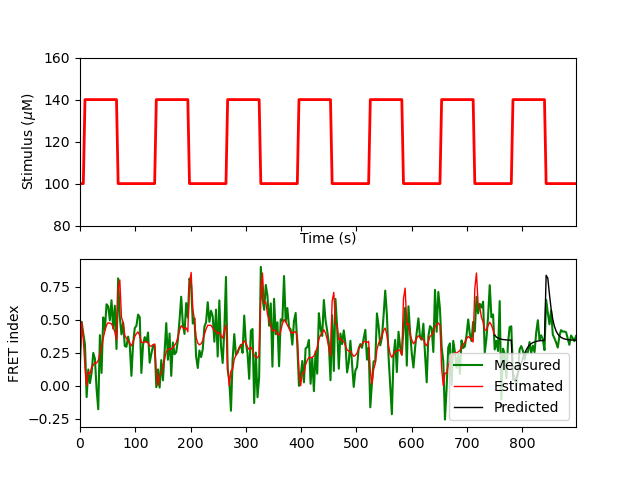 160
140
120
100
80
Stimulus (μM)
Time (s)
0.75
0.50
0.25
0.00
−0.25
FRET index
Measured
Estimated
Predicted
0 100 200 300 400 500 600 700 800